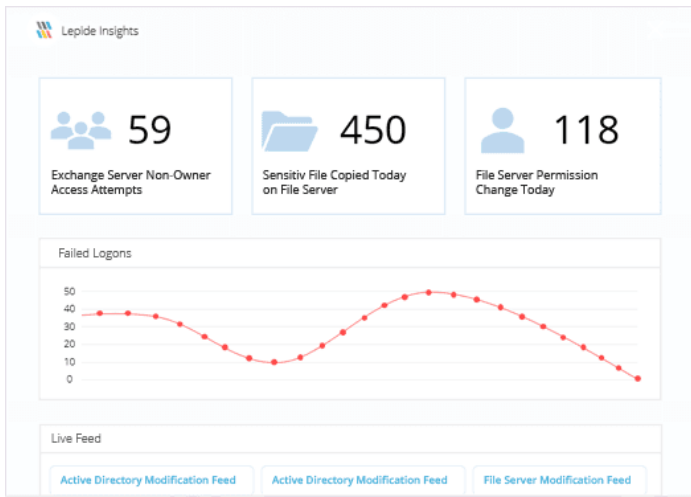 Lepide Insights
59
Exchange Server Non-Owner
Access Attempts
450
Sensitiv File Copied Today
on File Server
118
File Server Permission
Change Today
Failed Logons
50
40
30
20
10
0
Live Feed
Active Directory Modification Feed
Active Directory Modification Feed
File Server Modification Feed